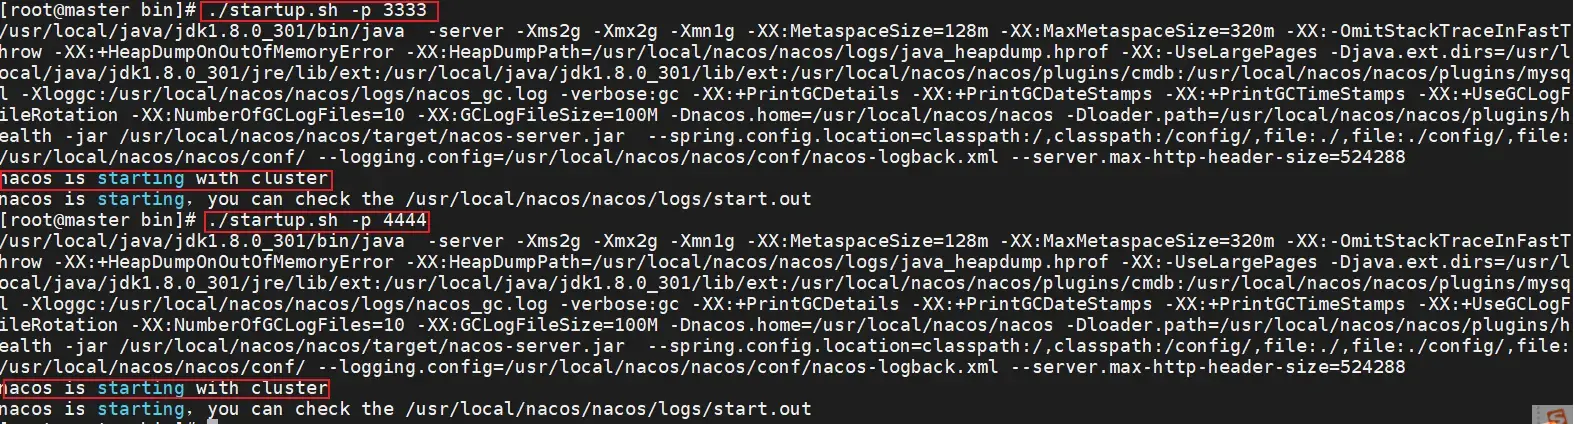 [root@master bin]# ./startup.sh -p 3333
/usr/local/java/jdk1.8.0_301/bin/java  -server -Xms2g -Xmx2g -Xmn1g -XX:MetaspaceSize=128m -XX:MaxMetaspaceSize=320m -XX:-OmitStackTraceInFastT
hrow -XX:+HeapDumpOnOutOfMemoryError -XX:HeapDumpPath=/usr/local/nacos/nacos/logs/java_heapdump.hprof -XX:-UseLargePages -Djava.ext.dirs=/usr/l
ocal/java/jdk1.8.0_301/jre/lib/ext:/usr/local/java/jdk1.8.0_301/lib/ext:/usr/local/nacos/nacos/plugins/cmdb:/usr/local/nacos/nacos/plugins/mysq
l -Xloggc:/usr/local/nacos/nacos/logs/nacos_gc.log -verbose:gc -XX:+PrintGCDetails -XX:+PrintGCDateStamps -XX:+PrintGCTimeStamps -XX:+UseGCLogF
ileRotation -XX:NumberOfGCLogFiles=10 -XX:GCLogFileSize=100M -Dnacos.home=/usr/local/nacos/nacos -Dloader.path=/usr/local/nacos/nacos/plugins/h
ealth -jar /usr/local/nacos/nacos/target/nacos-server.jar  --spring.config.location=classpath:/,classpath:/config/,file:./,file:./config/,file:
/usr/local/nacos/nacos/conf/ --logging.config=/usr/local/nacos/nacos/conf/nacos-logback.xml --server.max-http-header-size=524288
nacos is starting with cluster
nacos is starting，you can check the /usr/local/nacos/nacos/logs/start.out
[root@master bin]# ./startup.sh -p 4444
/usr/local/java/jdk1.8.0_301/bin/java  -server -Xms2g -Xmx2g -Xmn1g -XX:MetaspaceSize=128m -XX:MaxMetaspaceSize=320m -XX:-OmitStackTraceInFastT
hrow -XX:+HeapDumpOnOutOfMemoryError -XX:HeapDumpPath=/usr/local/nacos/nacos/logs/java_heapdump.hprof -XX:-UseLargePages -Djava.ext.dirs=/usr/l
ocal/java/jdk1.8.0_301/jre/lib/ext:/usr/local/java/jdk1.8.0_301/lib/ext:/usr/local/nacos/nacos/plugins/cmdb:/usr/local/nacos/nacos/plugins/mysq
l -Xloggc:/usr/local/nacos/nacos/logs/nacos_gc.log -verbose:gc -XX:+PrintGCDetails -XX:+PrintGCDateStamps -XX:+PrintGCTimeStamps -XX:+UseGCLogF
ileRotation -XX:NumberOfGCLogFiles=10 -XX:GCLogFileSize=100M -Dnacos.home=/usr/local/nacos/nacos -Dloader.path=/usr/local/nacos/nacos/plugins/h
ealth -jar /usr/local/nacos/nacos/target/nacos-server.jar  --spring.config.location=classpath:/,classpath:/config/,file:./,file:./config/,file:
/usr/local/nacos/nacos/conf/ --logging.config=/usr/local/nacos/nacos/conf/nacos-logback.xml --server.max-http-header-size=524288
nacos is starting with cluster
nacos is starting，you can check the /usr/local/nacos/nacos/logs/start.out